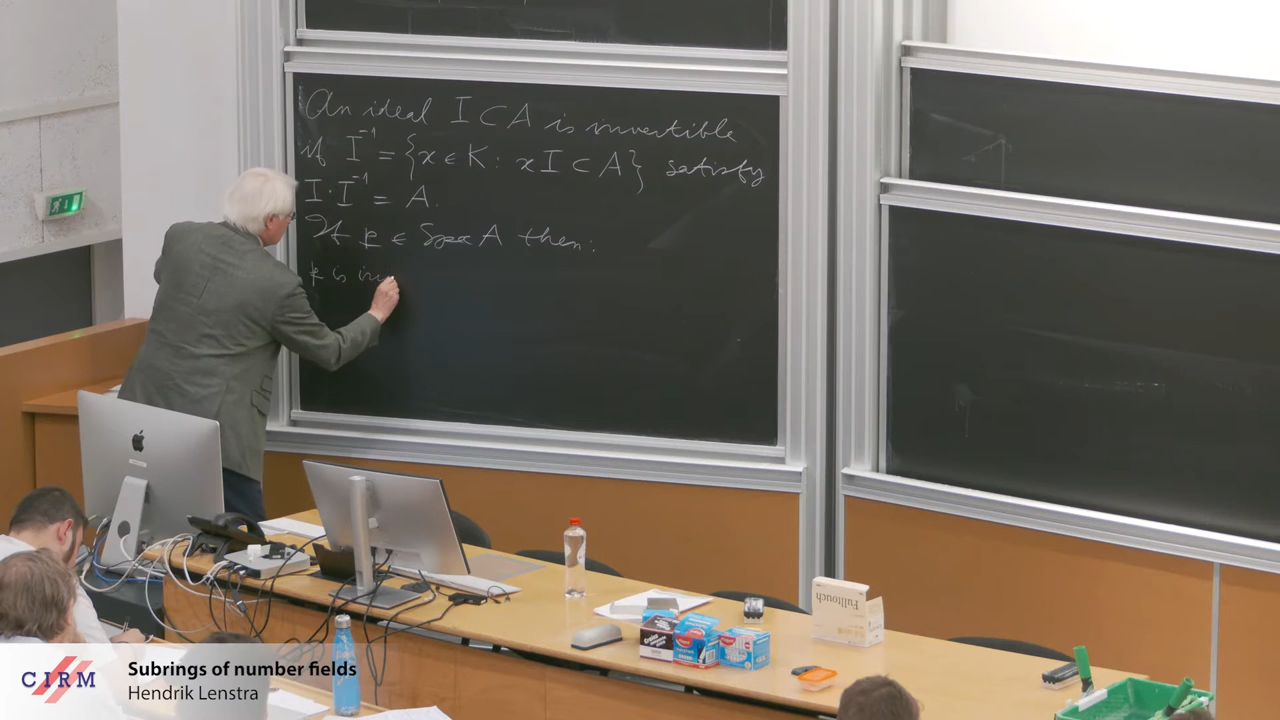 An ideal I ⊂ A is invertible
if I⁻¹ = {x ∈ K : xI ⊂ A} satisfy
I · I⁻¹ = A.
If 𝔭 ∈ Spec A then:
𝔭 is inv
Fulltouch
CIRM
Subrings of number fields
Hendrik Lenstra